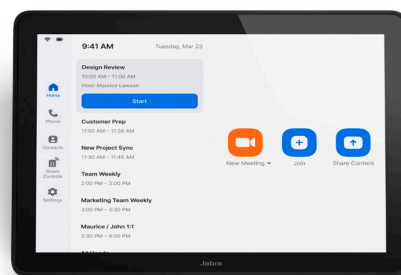 9:41 AM
Tuesday, Mar 23
Design Review
10:00 AM – 11:00 AM
Host: Maurice Lawson
Start
Customer Prep
11:00 AM – 11:30 AM
New Project Sync
11:30 AM – 11:45 AM
Team Weekly
2:00 PM – 3:00 PM
Marketing Team Weekly
3:00 PM – 3:30 PM
Maurice / John 1:1
3:30 PM – 4:00 PM
Home
Phone
Contacts
Room
Controls
Settings
New Meeting
Join
Share Content
Jabra